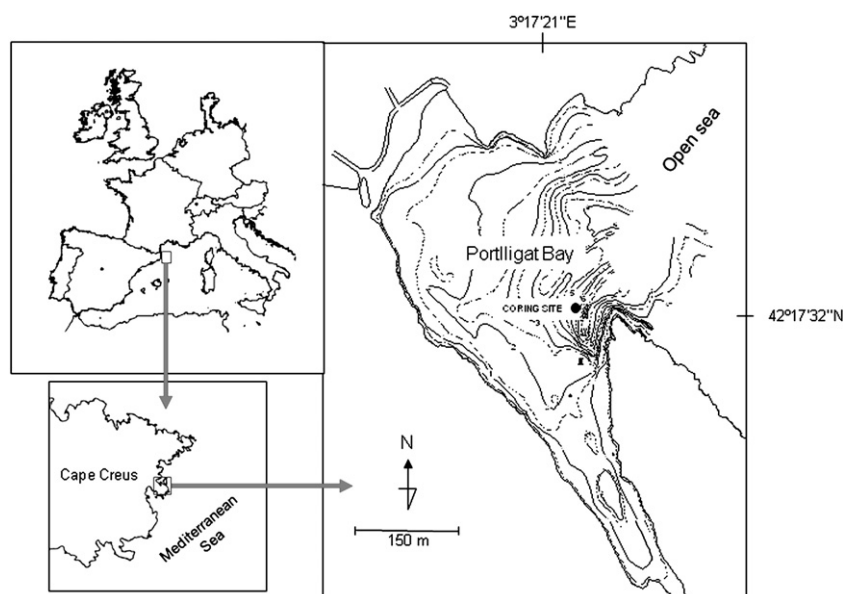 3º17'21"E
Open sea
Portlligat Bay
CORING SITE
42º17'32"N
Cape Creus
Mediterranean
Sea
N
150 m